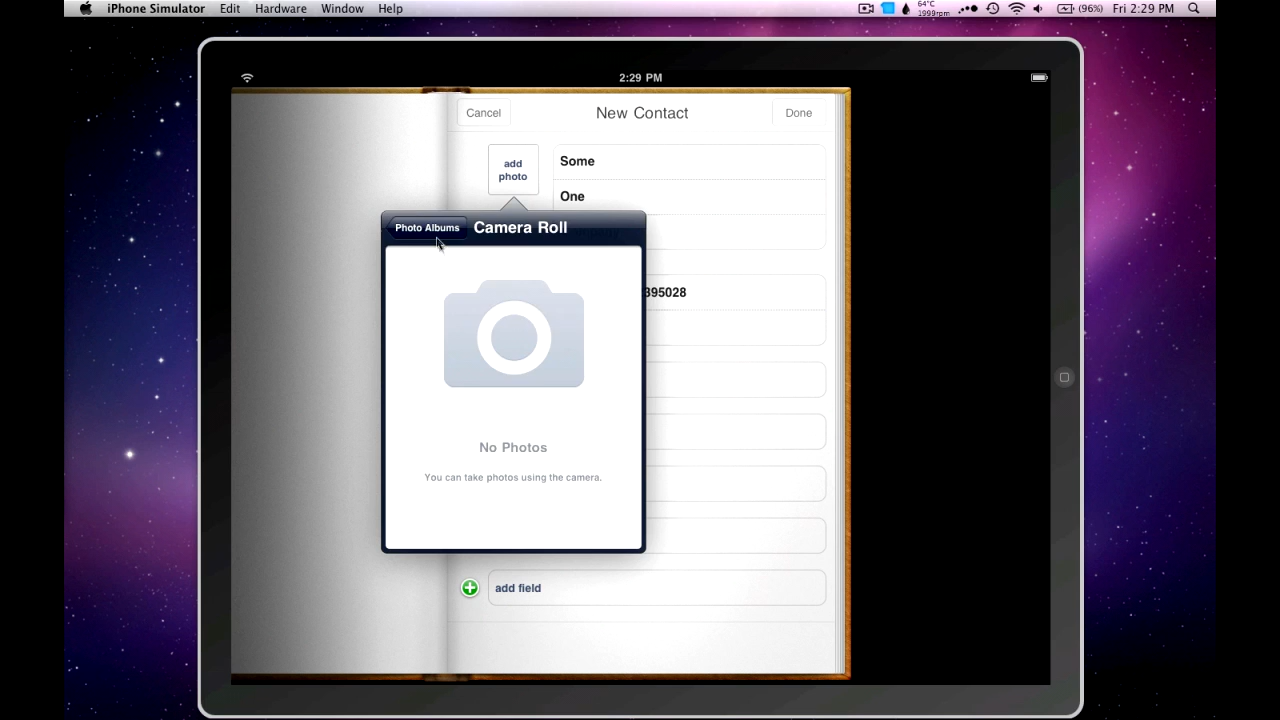 iPhone Simulator Edit Hardware Window Help
64°C
1999rpm
(96%) Fri 2:29 PM
2:29 PM
Cancel New Contact Done
add
photo
Some
One
Photo Albums Camera Roll
395028
No Photos
You can take photos using the camera.
add field